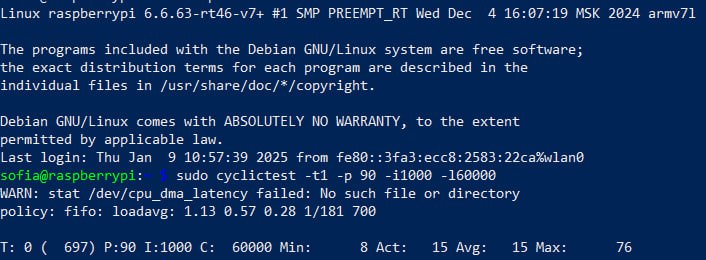 Linux raspberrypi 6.6.63-rt46-v7+ #1 SMP PREEMPT_RT Wed Dec  4 16:07:19 MSK 2024 armv7l
The programs included with the Debian GNU/Linux system are free software;
the exact distribution terms for each program are described in the
individual files in /usr/share/doc/*/copyright.
Debian GNU/Linux comes with ABSOLUTELY NO WARRANTY, to the extent
permitted by applicable law.
Last login: Thu Jan  9 10:57:39 2025 from fe80::3fa3:ecc8:2583:22ca%wlan0
sofia@raspberrypi:~ $ sudo cyclictest -t1 -p 90 -i1000 -l60000
WARN: stat /dev/cpu_dma_latency failed: No such file or directory
policy: fifo: loadavg: 1.13 0.57 0.28 1/181 700
T: 0 (  697) P:90 I:1000 C:  60000 Min:      8 Act:   15 Avg:   15 Max:      76